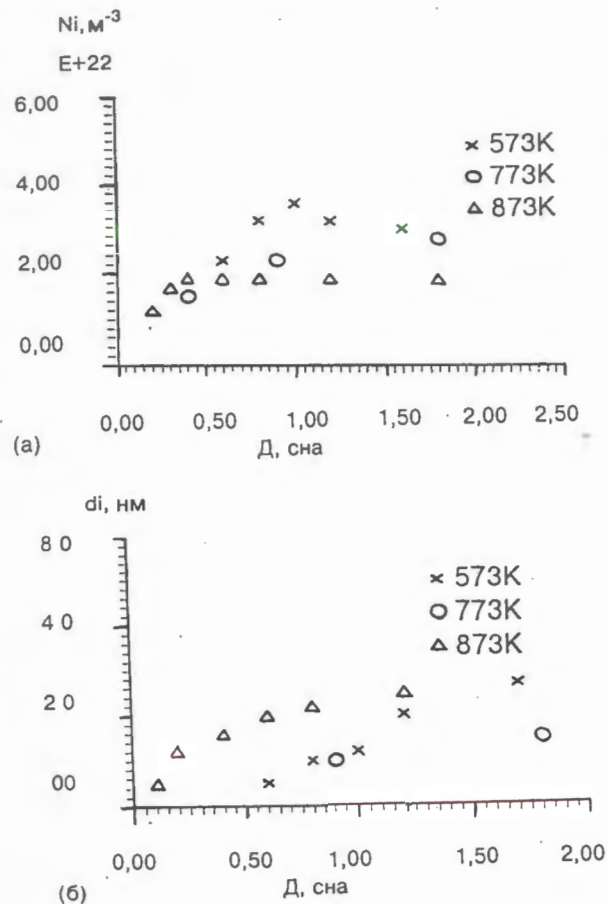 Ni, м⁻³
E+22
6,00
4,00
2,00
0,00
× 573K
О 773K
Δ 873K
0,00 0,50 1,00 1,50 2,00 2,50
(а) Д, сна
di, нм
8 0
4 0
2 0
00
× 573K
О 773K
Δ 873K
0,00 0,50 1,00 1,50 2,00
(б) Д, сна